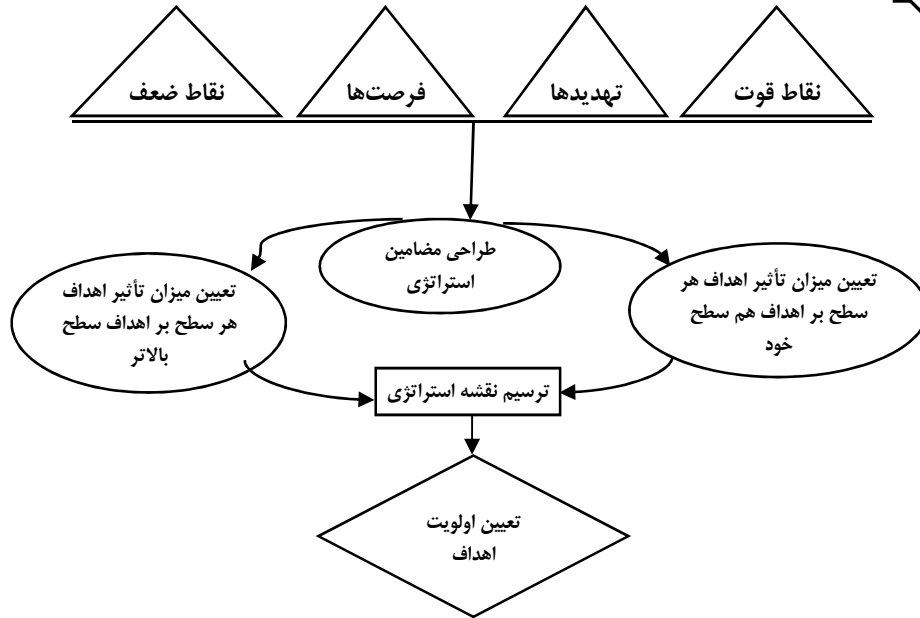 نقاط قوت
تهدیدها
فرصت‌ها
نقاط ضعف
طراحی مضامین
استراتژی
تعیین میزان تأثیر اهداف هر
سطح بر اهداف هم سطح
خود
تعیین میزان تأثیر اهداف
هر سطح بر اهداف سطح
بالاتر
ترسیم نقشه استراتژی
تعیین اولویت
اهداف